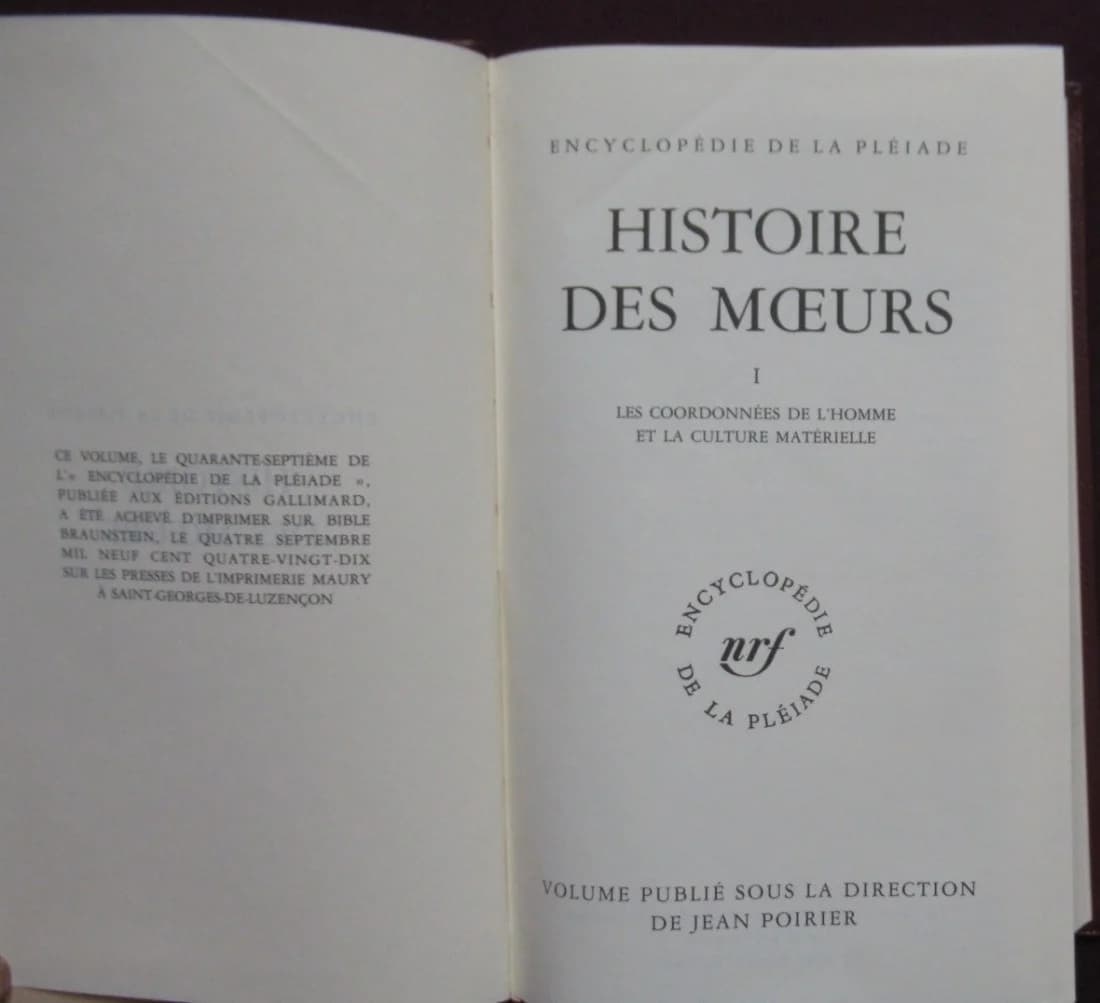 CE VOLUME, LE QUARANTE-SEPTIÈME DE
L'« ENCYCLOPÉDIE DE LA PLÉIADE »,
PUBLIÉE AUX ÉDITIONS GALLIMARD,
A ÉTÉ ACHEVÉ D'IMPRIMER SUR BIBLE
BRAUNSTEIN, LE QUATRE SEPTEMBRE
MIL NEUF CENT QUATRE-VINGT-DIX
SUR LES PRESSES DE L'IMPRIMERIE MAURY
À SAINT-GEORGES-DE-LUZENÇON
ENCYCLOPÉDIE DE LA PLÉIADE
HISTOIRE
DES MŒURS
I
LES COORDONNÉES DE L'HOMME
ET LA CULTURE MATÉRIELLE
ENCYCLOPÉDIE
nrf
DE LA PLÉIADE
VOLUME PUBLIÉ SOUS LA DIRECTION
DE JEAN POIRIER